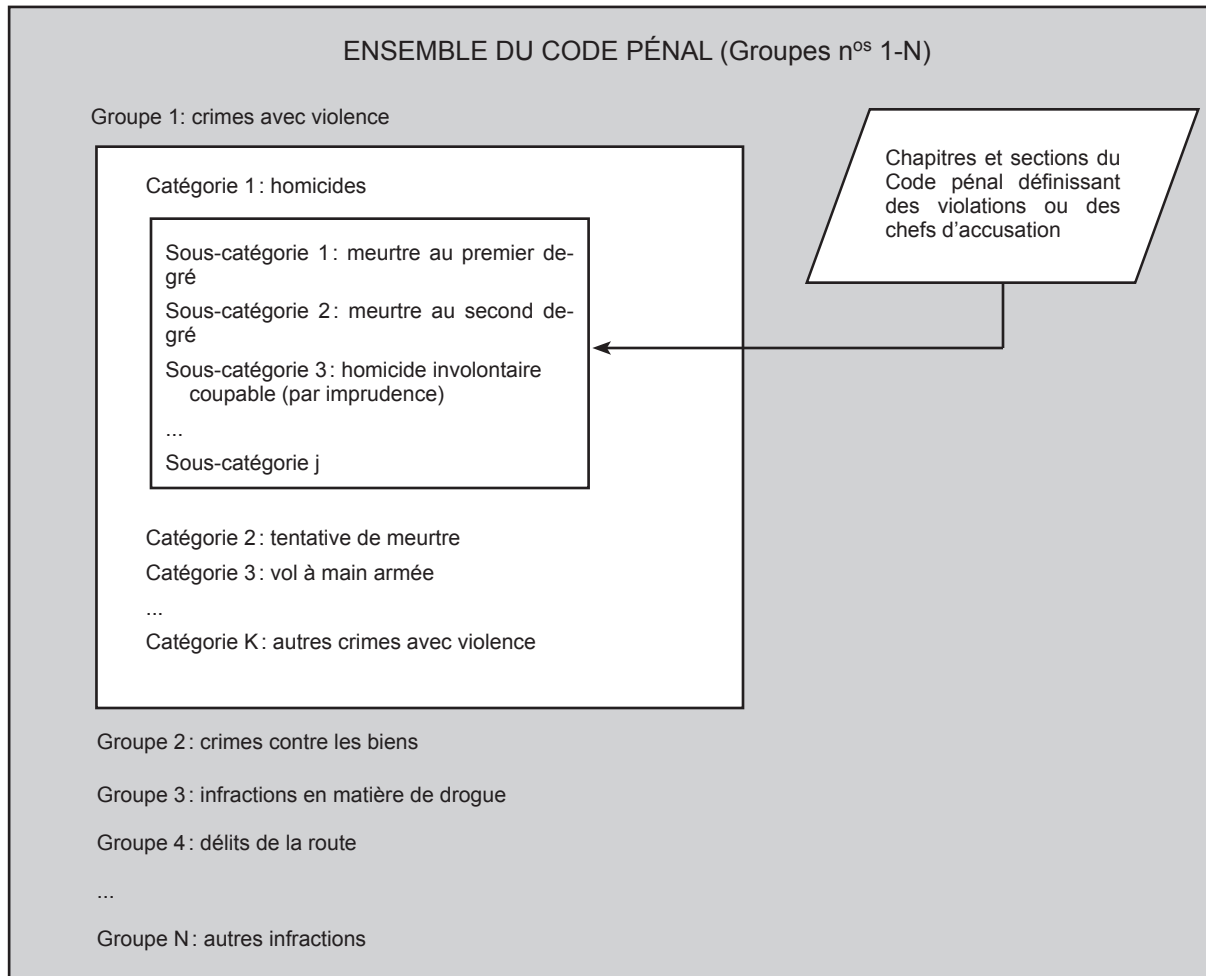 ENSEMBLE DU CODE PÉNAL (Groupes nos 1-N)
Groupe 1: crimes avec violence
Catégorie 1 : homicides
Sous-catégorie 1 : meurtre au premier de-
gré
Sous-catégorie 2 : meurtre au second de-
gré
Sous-catégorie 3 : homicide involontaire
coupable (par imprudence)
...
Sous-catégorie j
Catégorie 2 : tentative de meurtre
Catégorie 3 : vol à main armée
...
Catégorie K : autres crimes avec violence
Chapitres et sections du
Code pénal définissant
des violations ou des
chefs d'accusation
Groupe 2 : crimes contre les biens
Groupe 3 : infractions en matière de drogue
Groupe 4 : délits de la route
...
Groupe N : autres infractions